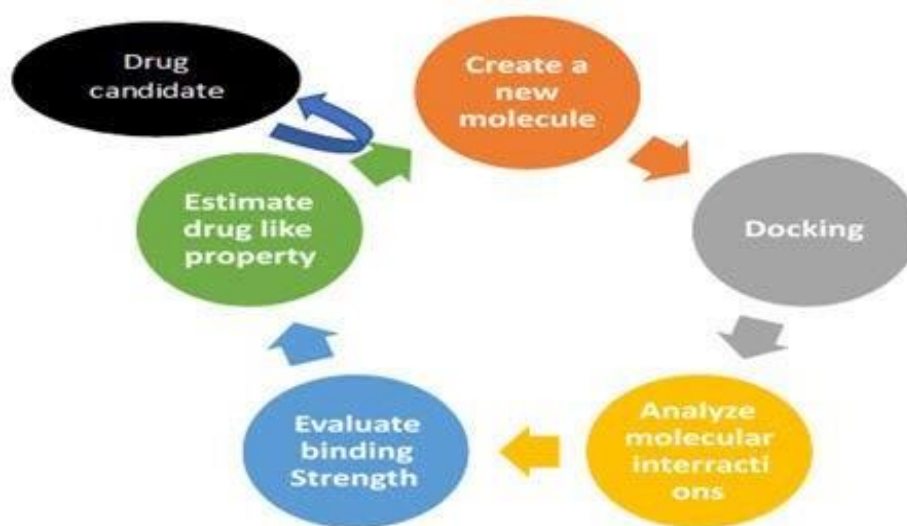 Drug
candidate
Create a
new
molecule
Docking
Analyze
molecular
interracti
ons
Evaluate
binding
Strength
Estimate
drug like
property